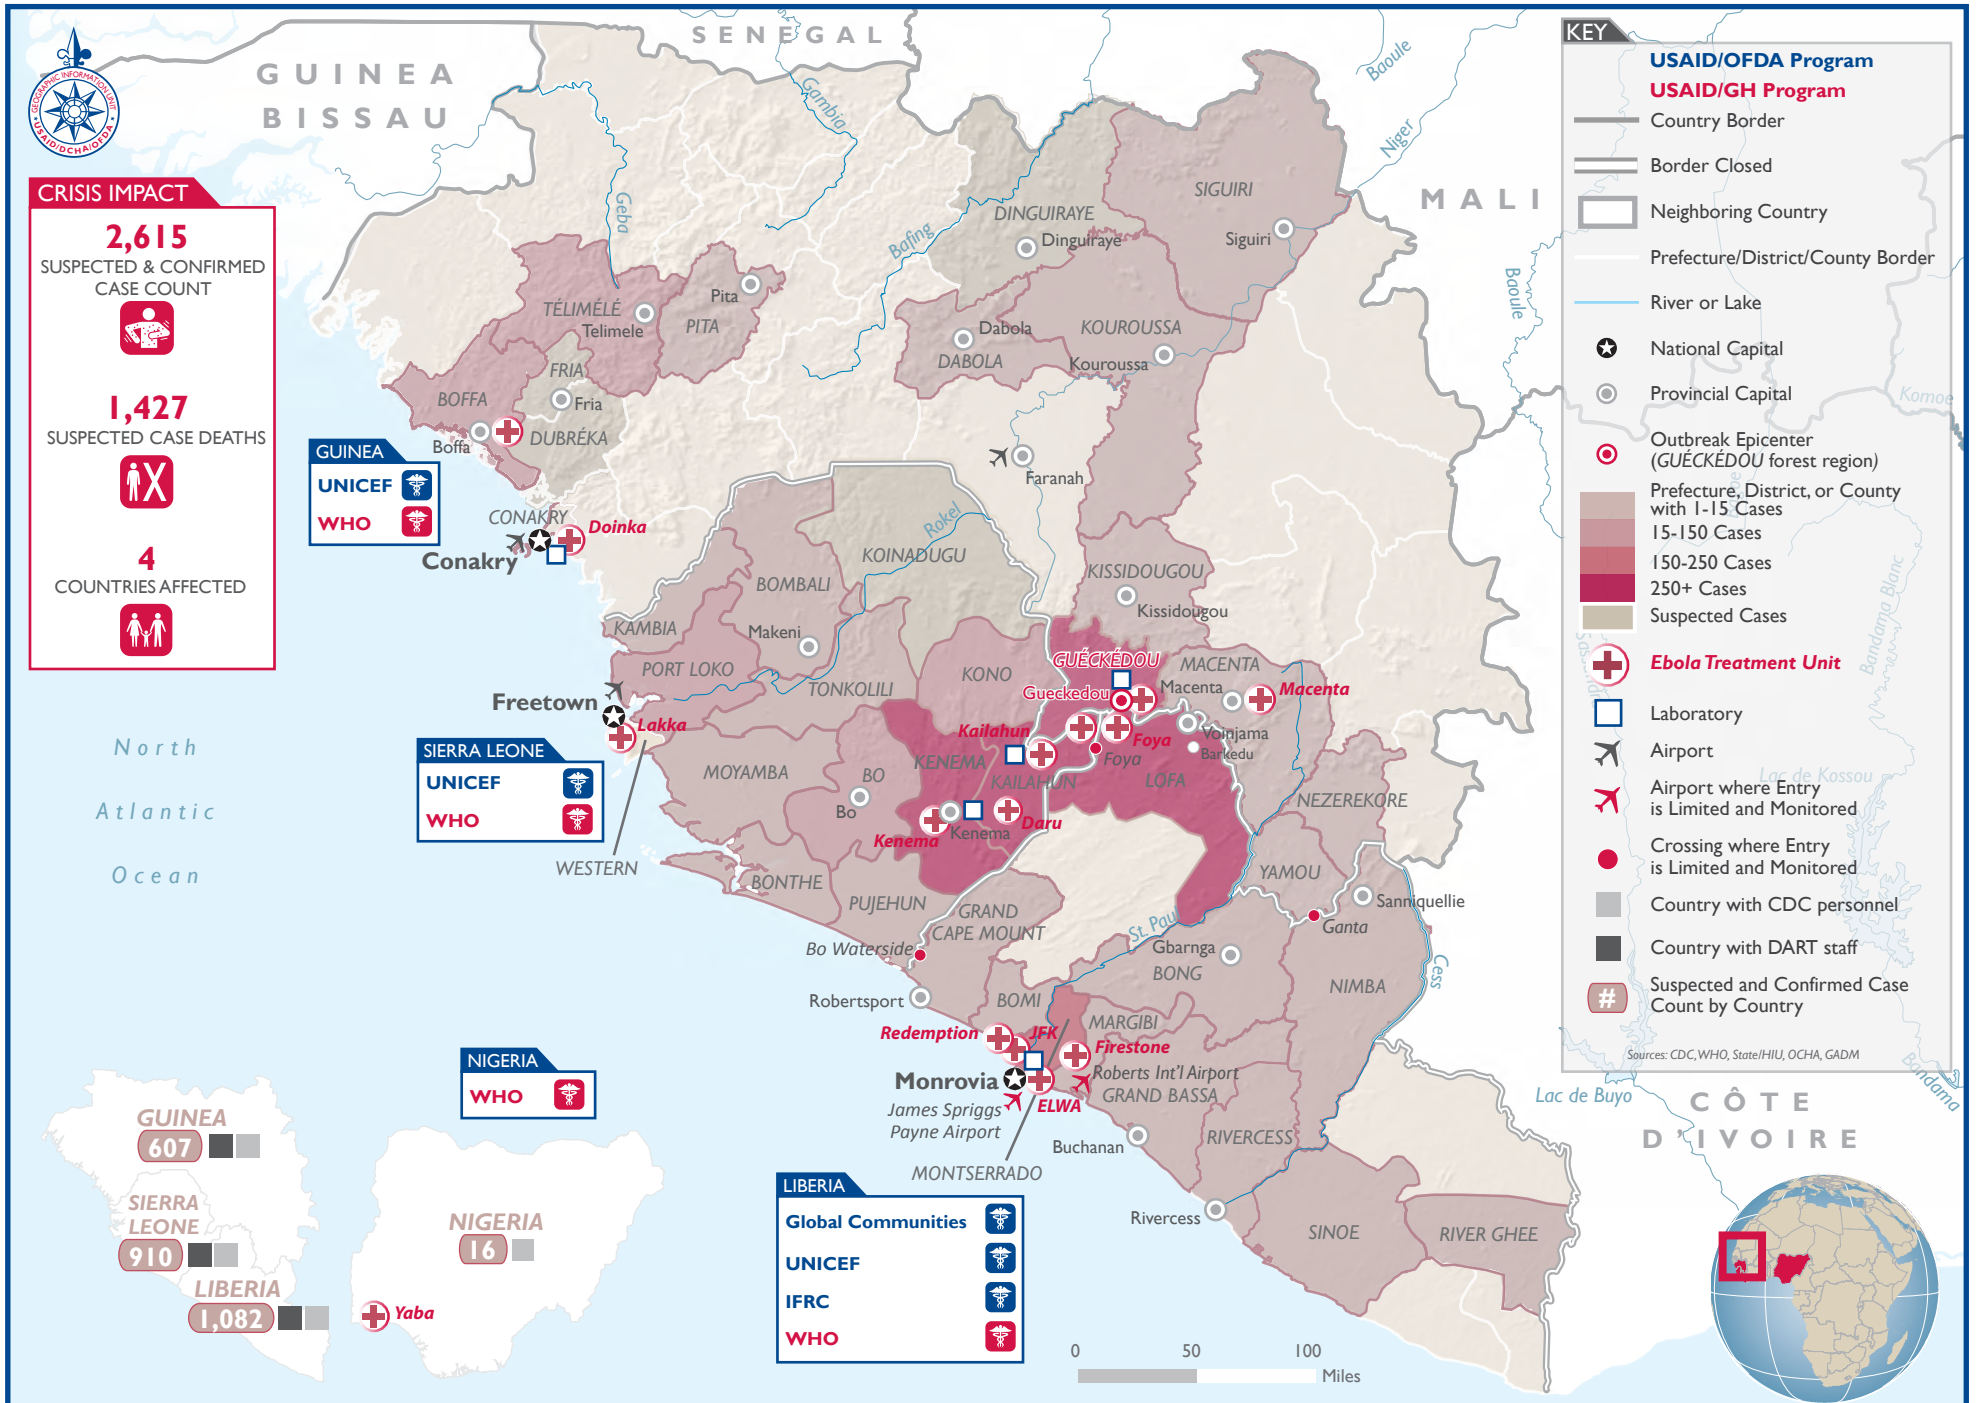 SENEGAL
GUINEA
BISSAU
MALI
CÔTE
D'IVOIRE
GEOGRAPHIC INFORMATION UNIT
USAID/DCHA/OFDA
CRISIS IMPACT
2,615
SUSPECTED & CONFIRMED
CASE COUNT
1,427
SUSPECTED CASE DEATHS
4
COUNTRIES AFFECTED
KEY
USAID/OFDA Program
USAID/GH Program
Country Border
Border Closed
Neighboring Country
Prefecture/District/County Border
River or Lake
National Capital
Provincial Capital
Outbreak Epicenter
(GUÉCKÉDOU forest region)
Prefecture, District, or County
with 1-15 Cases
15-150 Cases
150-250 Cases
250+ Cases
Suspected Cases
Ebola Treatment Unit
Laboratory
Airport
Airport where Entry
is Limited and Monitored
Crossing where Entry
is Limited and Monitored
Country with CDC personnel
Country with DART staff
#
Suspected and Confirmed Case
Count by Country
Sources: CDC, WHO, State/HIU, OCHA, GADM
Gambia
Geba
Bafing
Baoule
Niger
Baoule
Komoe
Bandama Blanc
Lac de Kossou
Bandama
Lac de Buyo
Rokel
St. Paul
Cess
SIGUIRI
Siguiri
DINGUIRAYE
Dinguiraye
TÉLIMÉLÉ
Telimele
Pita
PITA
Dabola
DABOLA
KOUROUSSA
Kouroussa
FRIA
Fria
BOFFA
Boffa
DUBRÉKA
Faranah
CONAKRY
Doinka
Conakry
GUINEA
UNICEF
WHO
KOINADUGU
BOMBALI
KAMBIA
Makeni
PORT LOKO
TONKOLILI
KONO
KISSIDOUGOU
Kissidougou
GUÉCKÉDOU
Gueckedou
MACENTA
Macenta
Macenta
Freetown
Lakka
Kailahun
Foya
Foya
Voinjama
Barkedu
SIERRA LEONE
UNICEF
WHO
WESTERN
MOYAMBA
BO
Bo
KENEMA
KAILAHUN
LOFA
Kenema
Kenema
Daru
NEZEREKORE
YAMOU
BONTHE
PUJEHUN
GRAND
CAPE MOUNT
Bo Waterside
Sanniquellie
Ganta
Gbarnga
BONG
NIMBA
Robertsport
BOMI
MARGIBI
Redemption
JFK
Firestone
Monrovia
Roberts Int'l Airport
GRAND BASSA
ELWA
James Spriggs
Payne Airport
MONTSERRADO
Buchanan
RIVERCESS
Rivercess
SINOE
RIVER GHEE
North
Atlantic
Ocean
NIGERIA
WHO
LIBERIA
Global Communities
UNICEF
IFRC
WHO
GUINEA
607
SIERRA
LEONE
910
LIBERIA
1,082
NIGERIA
16
Yaba
0 50 100
Miles